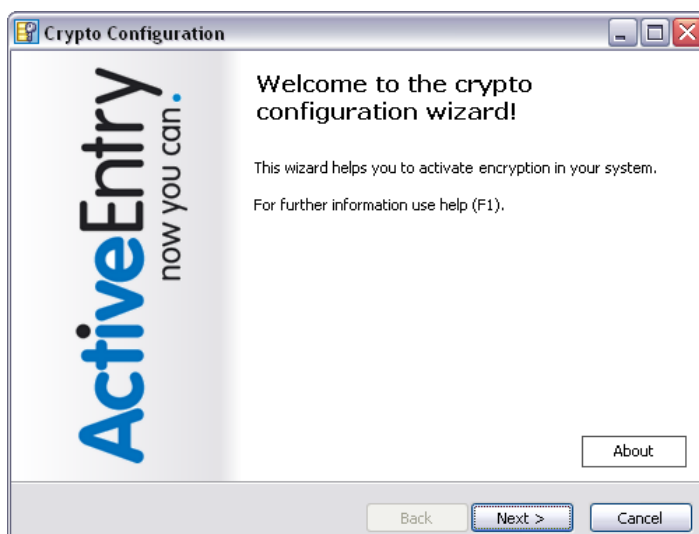 Crypto Configuration
ActiveEntry
now you can.
Welcome to the crypto
configuration wizard!
This wizard helps you to activate encryption in your system.
For further information use help (F1).
About
Back
Next >
Cancel